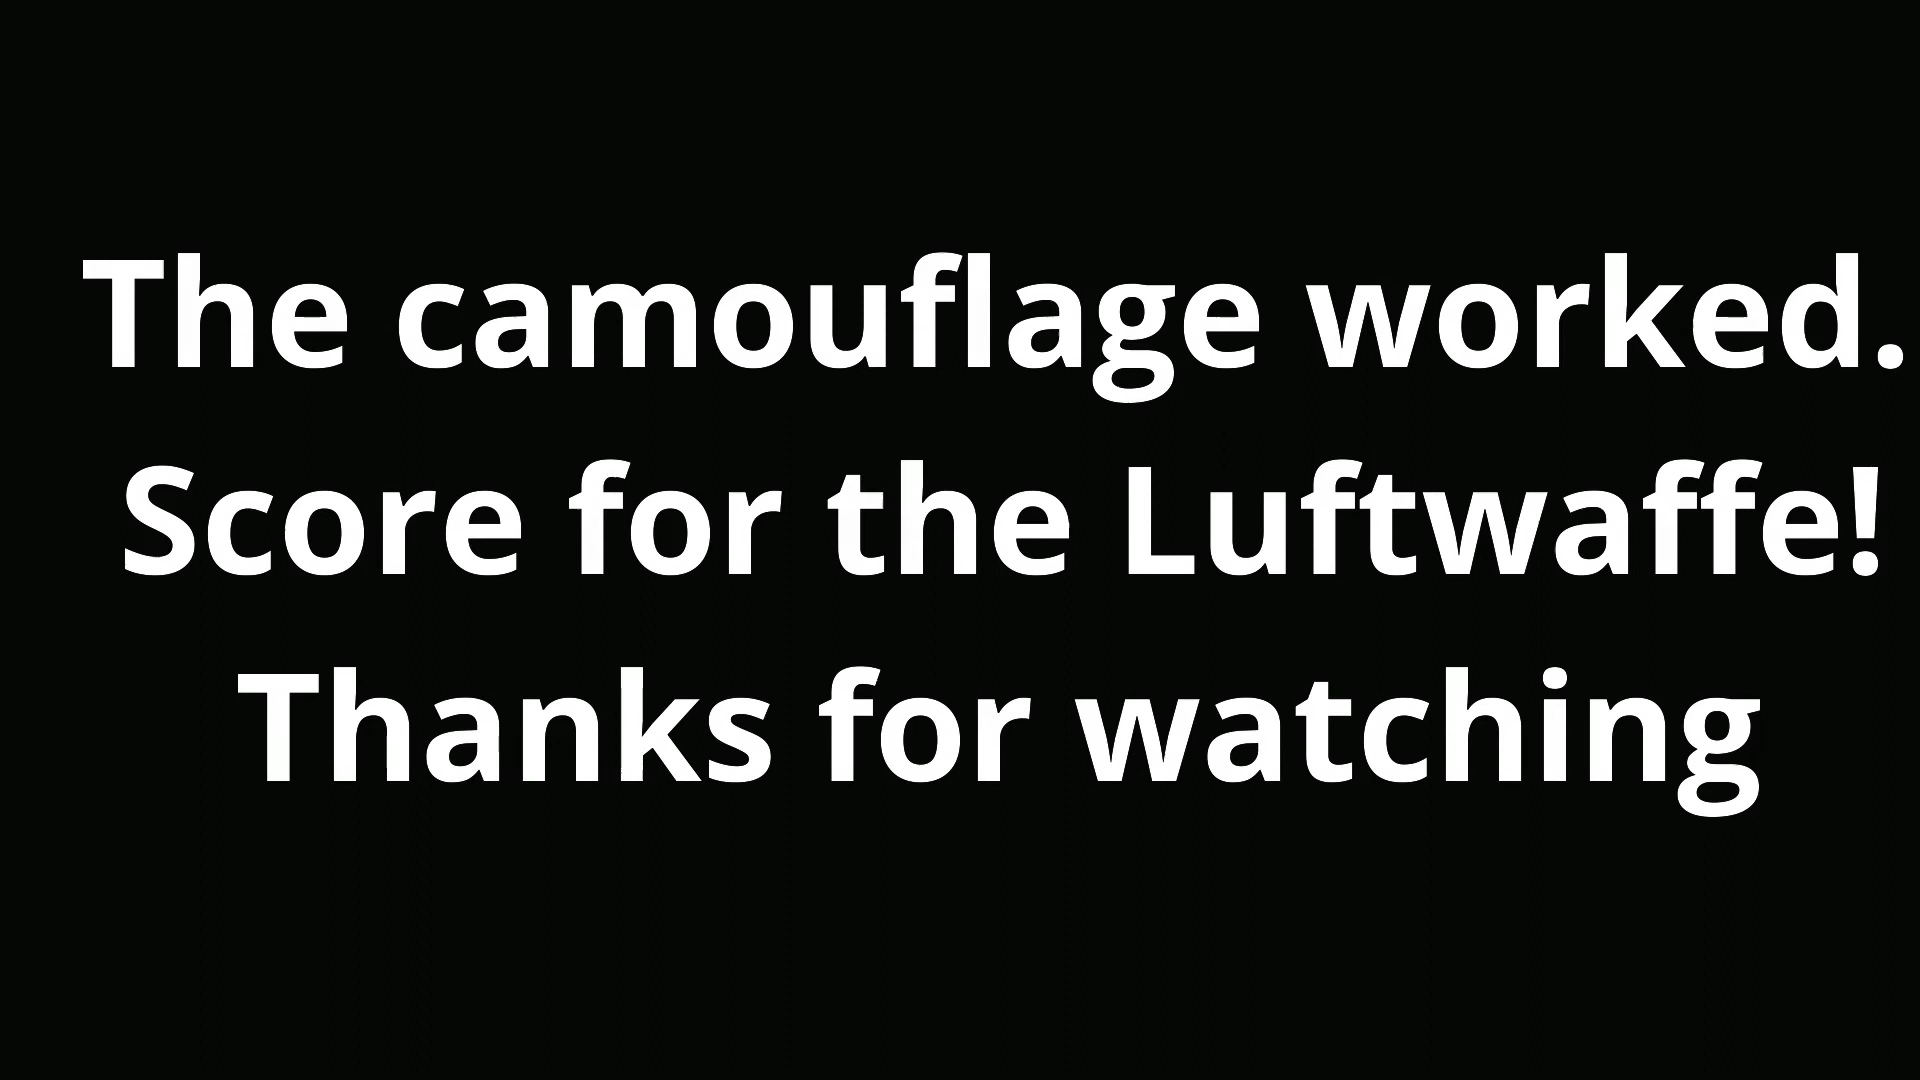 The camouflage worked.
Score for the Luftwaffe!
Thanks for watching